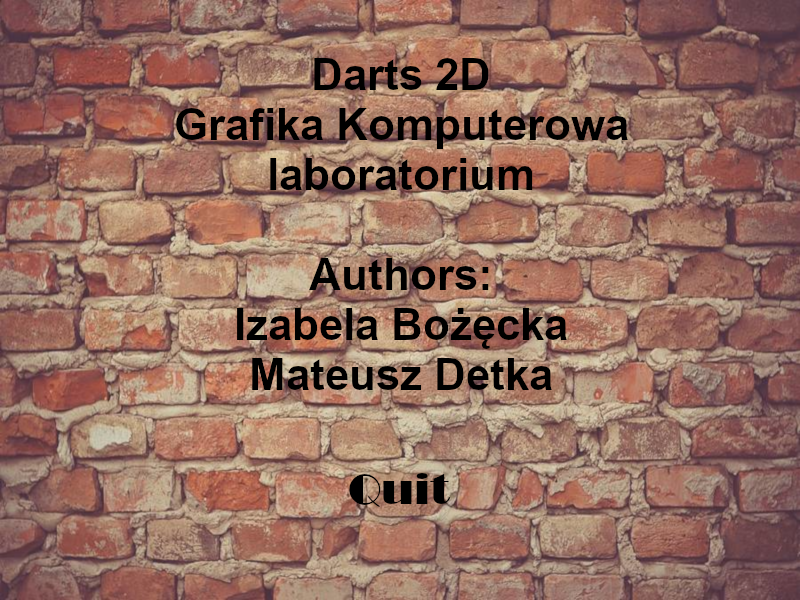 Darts 2D
Grafika Komputerowa
laboratorium
Authors:
Izabela Bożęcka
Mateusz Detka
Quit